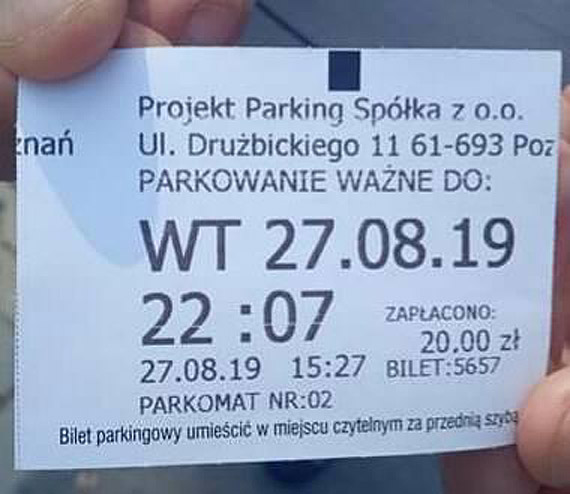 Projekt Parking Spółka z o.o.
znań Ul. Drużbickiego 11 61-693 Poz
PARKOWANIE WAŻNE DO:
WT 27.08.19
22 :07
ZAPŁACONO:
20.00 zł
27.08.19 15:27 BILET:5657
PARKOMAT NR:02
Bilet parkingowy umieścić w miejscu czytelnym za przednią szybą